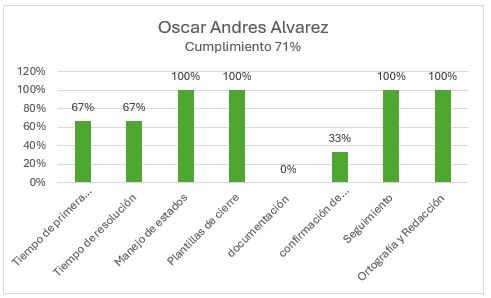 Oscar Andres Alvarez
Cumplimiento 71%
120%
100%
80%
60%
40%
20%
0%
67%
67%
100%
100%
0%
33%
100%
100%
Tiempo de primera...
Tiempo de resolución
Manejo de estados
Plantillas de cierre
documentación
confirmación de...
Seguimiento
Ortografía y Redacción